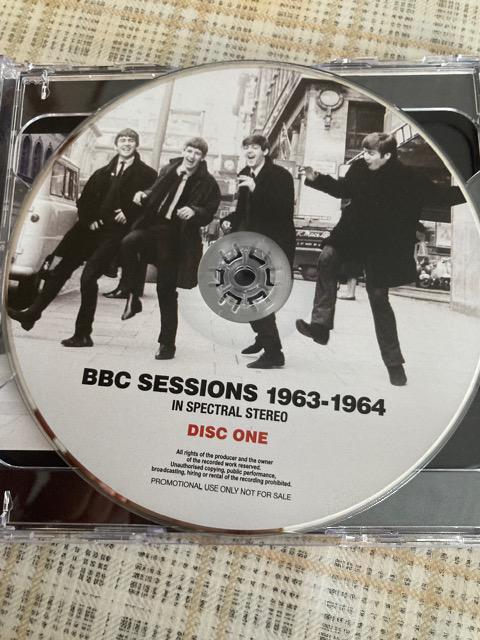 BBC SESSIONS 1963-1964
IN SPECTRAL STEREO
DISC ONE
All rights of the producer and the owner
of the recorded work reserved.
Unauthorised copying, public performance,
broa-dcasting, hiring or rental of the recording prohibited.
PROMOTIONAL USE ONLY NOT FOR SALE